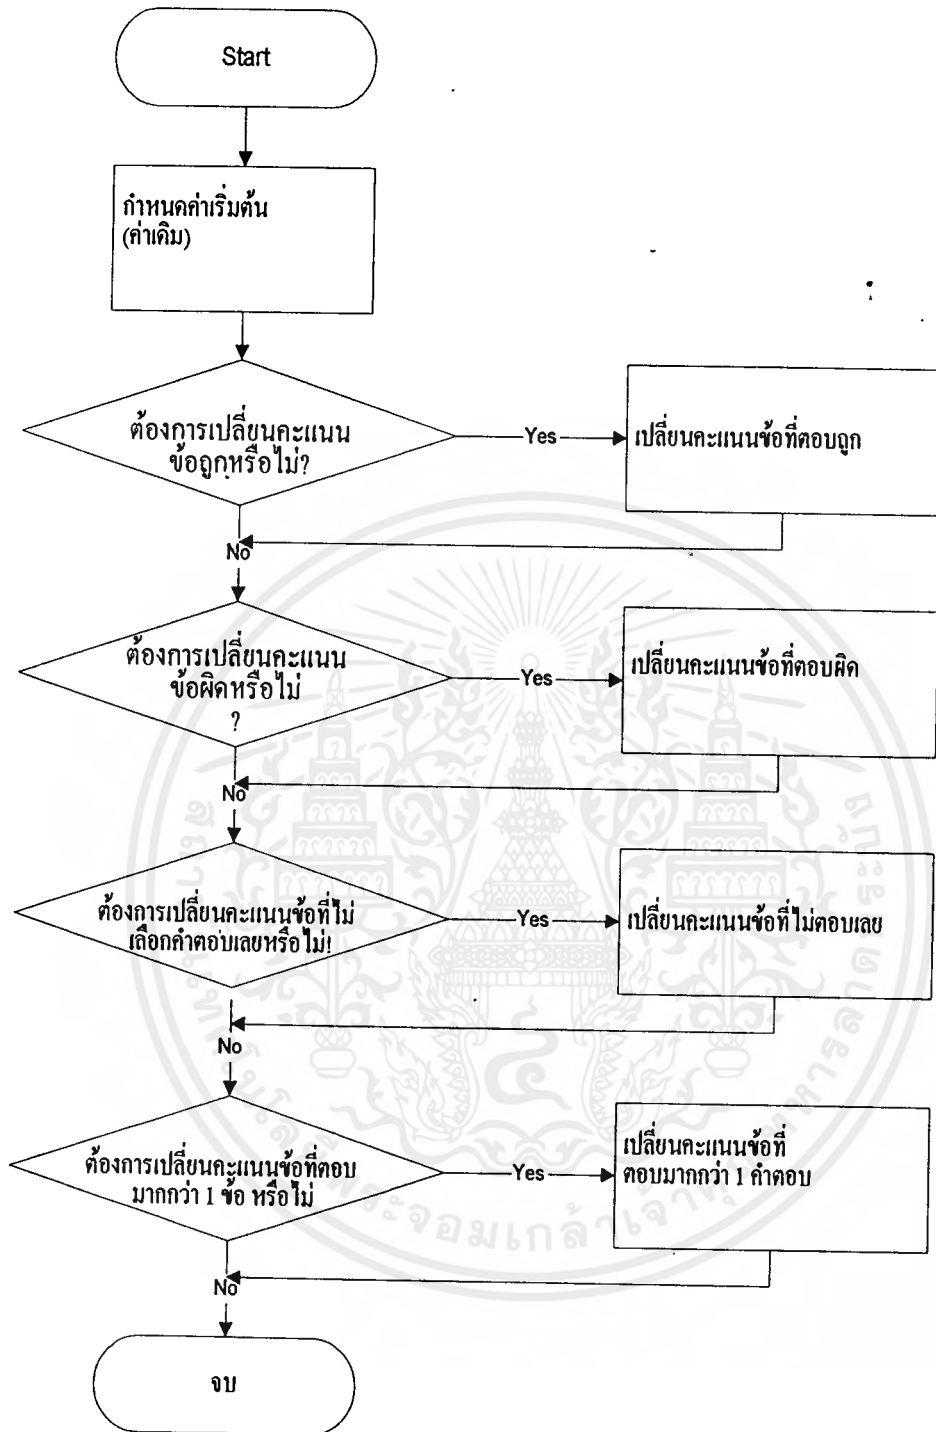 Start
กำหนดค่าเริ่มต้น
(ค่าเดิม)
ต้องการเปลี่ยนคะแนน
ข้อถูกหรือไม่?
Yes
เปลี่ยนคะแนนข้อที่ตอบถูก
No
ต้องการเปลี่ยนคะแนน
ข้อผิดหรือไม่
?
Yes
เปลี่ยนคะแนนข้อที่ตอบผิด
No
ต้องการเปลี่ยนคะแนนข้อที่ไม่
เลือกคำตอบเลยหรือไม่!
Yes
เปลี่ยนคะแนนข้อที่ไม่ตอบเลย
No
ต้องการเปลี่ยนคะแนนข้อที่ตอบ
มากกว่า 1 ข้อ หรือไม่
Yes
เปลี่ยนคะแนนข้อที่
ตอบมากกว่า 1 คำตอบ
No
จบ